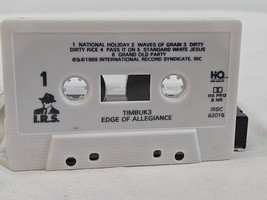 1 NATIONAL HOLIDAY 2 WAVES OF GRAIN 3 DIRTY
DIRTY RICE 4 PASS IT ON 5 STANDARD WHITE JESUS
6 GRAND OLD PARTY
℗&©1989 INTERNATIONAL RECORD SYNDICATE, INC
1
HQ
HX PRO
B NR
I.R.S.
TIMBUK3
EDGE OF ALLEGIANCE
IRSC
82015